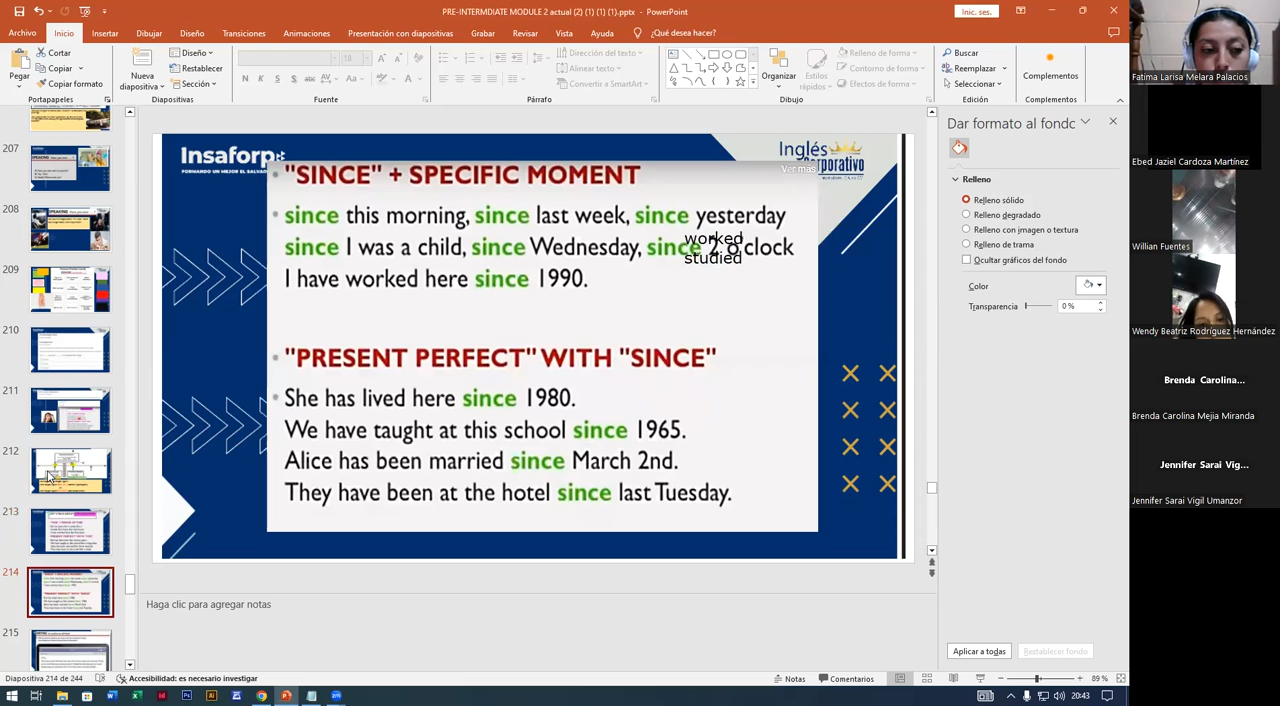 PRE-INTERMDIATE MODULE 2 actual (2) (1) (1) (1).pptx - PowerPoint
Inic. ses.
Archivo Inicio Insertar Dibujar Diseño Transiciones Animaciones Presentación con diapositivas Grabar Revisar Vista Ayuda ¿Qué desea hacer?
Pegar
Cortar
Copiar
Copiar formato
Portapapeles
Nueva diapositiva
Diseño
Restablecer
Sección
Diapositivas
18
N K S S abc AV Aa A
Fuente
Párrafo
Dirección del texto
Alinear texto
Convertir a SmartArt
Organizar
Estilos rápidos
Relleno de forma
Contorno de forma
Efectos de forma
Dibujo
Buscar
Reemplazar
Seleccionar
Edición
Complementos
Complementos
207
208
209
210
211
212
213
214
215
Insaforp
FORMANDO UN MEJOR EL SALVADOR
Inglés
Corporativo
Ver más
"SINCE" + SPECIFIC MOMENT
since this morning, since last week, since yesterday
since I was a child, since Wednesday, since 2 o'clock
worked
studied
I have worked here since 1990.
"PRESENT PERFECT" WITH "SINCE"
She has lived here since 1980.
We have taught at this school since 1965.
Alice has been married since March 2nd.
They have been at the hotel since last Tuesday.
Haga clic para agregar notas
Dar formato al fondo
Relleno
Relleno sólido
Relleno degradado
Relleno con imagen o textura
Relleno de trama
Ocultar gráficos del fondo
Color
Transparencia 0 %
Aplicar a todas Restablecer fondo
Diapositiva 214 de 244 Accesibilidad: es necesario investigar
Notas Comentarios 89 %
20:43
Fatima Larisa Melara Palacios
Ebed Jaziel Cardoza Martínez
Willian Fuentes
Wendy Beatriz Rodríguez Hernández
Brenda Carolina...
Brenda Carolina Mejia Miranda
Jennifer Sarai Vig...
Jennifer Sarai Vigil Umanzor